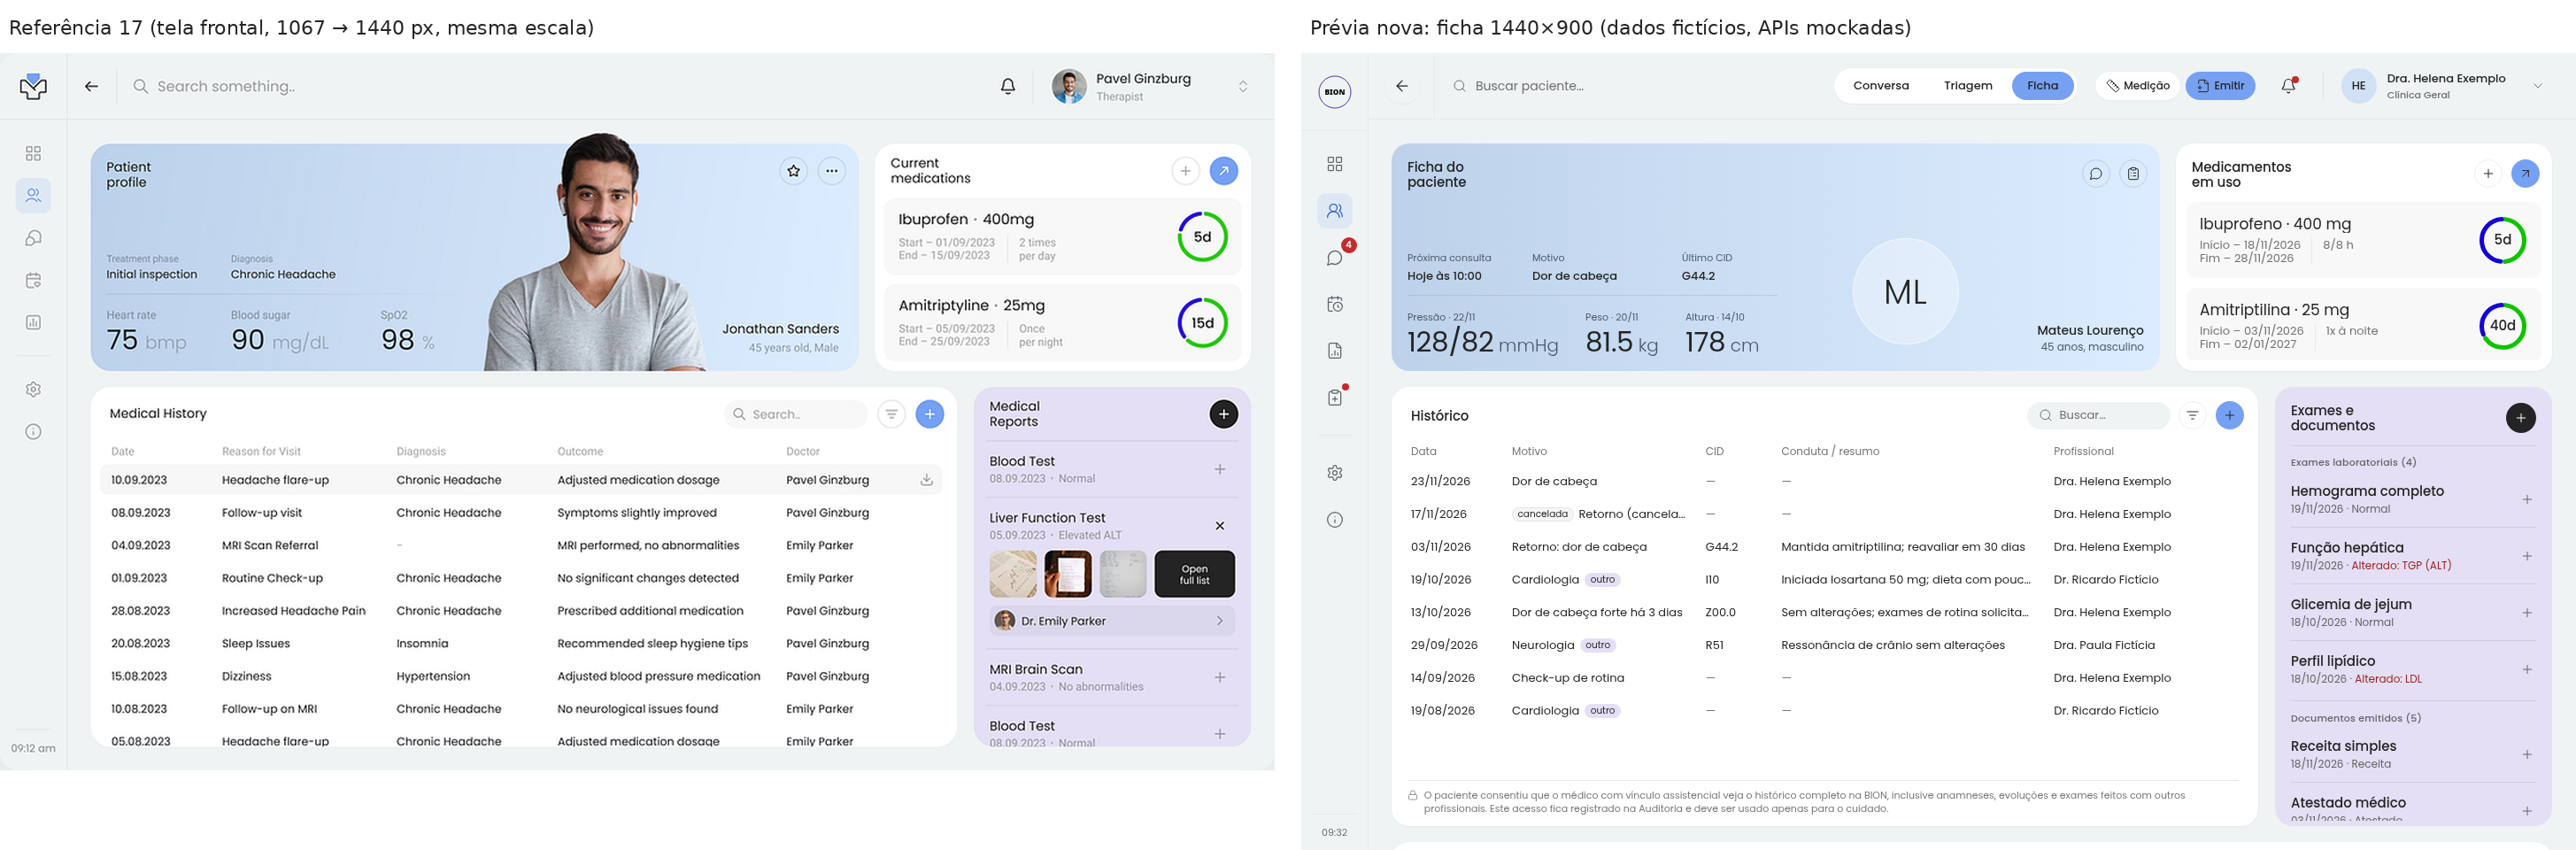 Referência 17 (tela frontal, 1067 → 1440 px, mesma escala)
Search something..
Pavel Ginzburg
Therapist
Patient
profile
Treatment phase
Diagnosis
Initial inspection
Chronic Headache
Heart rate
Blood sugar
SpO2
75 bmp
90 mg/dL
98 %
Jonathan Sanders
45 years old, Male
Current
medications
Ibuprofen · 400mg
Start – 01/09/2023
End – 15/09/2023
2 times
per day
5d
Amitriptyline · 25mg
Start – 05/09/2023
End – 25/09/2023
Once
per night
15d
Medical History
Search..
Date Reason for Visit Diagnosis Outcome Doctor
10.09.2023 Headache flare-up Chronic Headache Adjusted medication dosage Pavel Ginzburg
08.09.2023 Follow-up visit Chronic Headache Symptoms slightly improved Pavel Ginzburg
04.09.2023 MRI Scan Referral - MRI performed, no abnormalities Emily Parker
01.09.2023 Routine Check-up Chronic Headache No significant changes detected Emily Parker
28.08.2023 Increased Headache Pain Chronic Headache Prescribed additional medication Pavel Ginzburg
20.08.2023 Sleep Issues Insomnia Recommended sleep hygiene tips Pavel Ginzburg
15.08.2023 Dizziness Hypertension Adjusted blood pressure medication Pavel Ginzburg
10.08.2023 Follow-up on MRI Chronic Headache No neurological issues found Emily Parker
05.08.2023 Headache flare-up Chronic Headache Adjusted medication dosage Emily Parker
Medical
Reports
Blood Test
08.09.2023 · Normal
Liver Function Test
05.09.2023 · Elevated ALT
Open
full list
Dr. Emily Parker
MRI Brain Scan
04.09.2023 · No abnormalities
Blood Test
08.09.2023 · Normal
09:12 am
Prévia nova: ficha 1440×900 (dados fictícios, APIs mockadas)
BION
Buscar paciente...
Conversa
Triagem
Ficha
Medição
Emitir
HE
Dra. Helena Exemplo
Clínica Geral
4
Ficha do
paciente
Próxima consulta
Motivo
Último CID
Hoje às 10:00
Dor de cabeça
G44.2
Pressão · 22/11
Peso · 20/11
Altura · 14/10
128/82 mmHg
81.5 kg
178 cm
ML
Mateus Lourenço
45 anos, masculino
Medicamentos
em uso
Ibuprofeno · 400 mg
Início – 18/11/2026
Fim – 28/11/2026
8/8 h
5d
Amitriptilina · 25 mg
Início – 03/11/2026
Fim – 02/01/2027
1x à noite
40d
Histórico
Buscar...
Data Motivo CID Conduta / resumo Profissional
23/11/2026 Dor de cabeça — — Dra. Helena Exemplo
17/11/2026 cancelada Retorno (cancela... — — Dra. Helena Exemplo
03/11/2026 Retorno: dor de cabeça G44.2 Mantida amitriptilina; reavaliar em 30 dias Dra. Helena Exemplo
19/10/2026 Cardiologia outro I10 Iniciada losartana 50 mg; dieta com pouc... Dr. Ricardo Fictício
13/10/2026 Dor de cabeça forte há 3 dias Z00.0 Sem alterações; exames de rotina solicita... Dra. Helena Exemplo
29/09/2026 Neurologia outro R51 Ressonância de crânio sem alterações Dra. Paula Fictícia
14/09/2026 Check-up de rotina — — Dra. Helena Exemplo
19/08/2026 Cardiologia outro — — Dr. Ricardo Fictício
O paciente consentiu que o médico com vínculo assistencial veja o histórico completo na BION, inclusive anamneses, evoluções e exames feitos com outros
profissionais. Este acesso fica registrado na Auditoria e deve ser usado apenas para o cuidado.
Exames e
documentos
Exames laboratoriais (4)
Hemograma completo
19/11/2026 · Normal
Função hepática
19/11/2026 · Alterado: TGP (ALT)
Glicemia de jejum
18/10/2026 · Normal
Perfil lipídico
18/10/2026 · Alterado: LDL
Documentos emitidos (5)
Receita simples
18/11/2026 · Receita
Atestado médico
03/11/2026 · Atestado
09:32